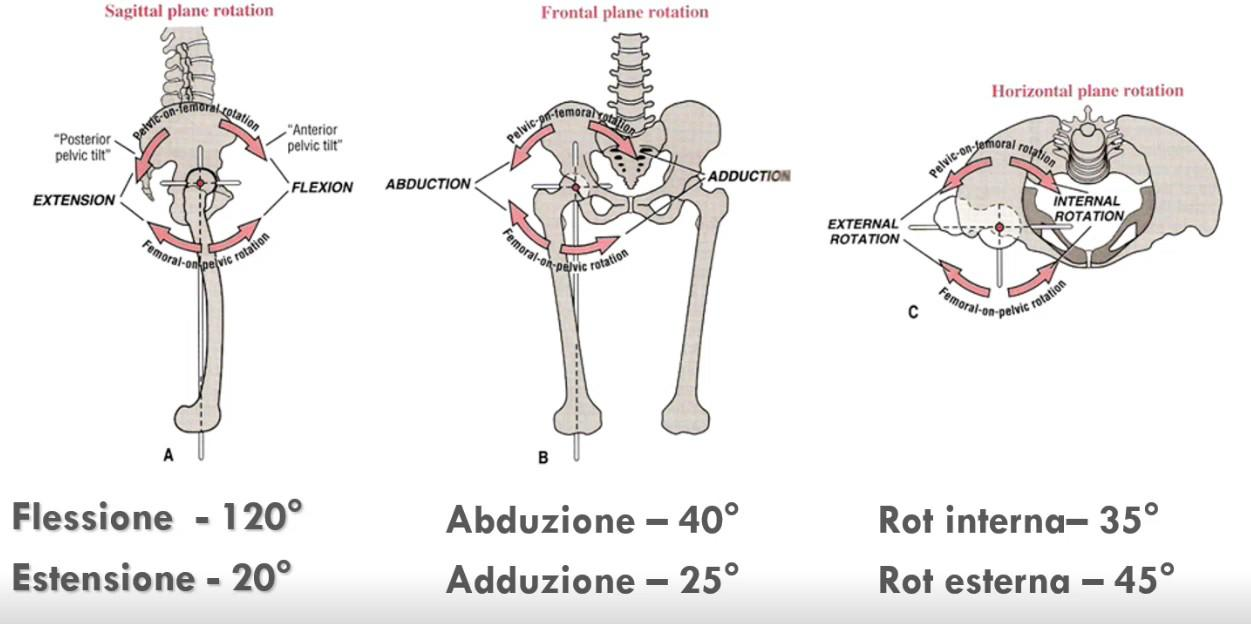 Sagittal plane rotation
Pelvic-on-femoral rotation
"Posterior
pelvic tilt"
"Anterior
pelvic tilt"
EXTENSION
FLEXION
Femoral-on-pelvic rotation
A
Frontal plane rotation
Pelvic-on-femoral rotation
ABDUCTION
ADDUCTION
Femoral-on-pelvic rotation
B
Horizontal plane rotation
Pelvic-on-femoral rotation
INTERNAL
ROTATION
EXTERNAL
ROTATION
Femoral-on-pelvic rotation
C
Flessione - 120°
Estensione - 20°
Abduzione – 40°
Adduzione – 25°
Rot interna– 35°
Rot esterna – 45°